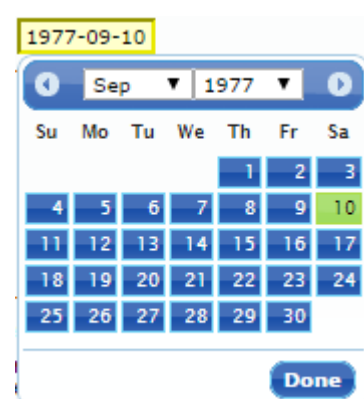 1977-09-10
Sep ▼ 1977 ▼
Su Mo Tu We Th Fr Sa
1 2 3
4 5 6 7 8 9 10
11 12 13 14 15 16 17
18 19 20 21 22 23 24
25 26 27 28 29 30
Done